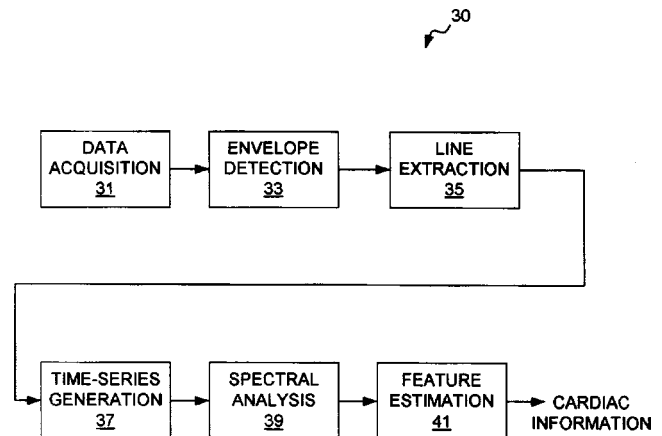 30
DATA
ACQUISITION
31
ENVELOPE
DETECTION
33
LINE
EXTRACTION
35
TIME-SERIES
GENERATION
37
SPECTRAL
ANALYSIS
39
FEATURE
ESTIMATION
41
CARDIAC
INFORMATION